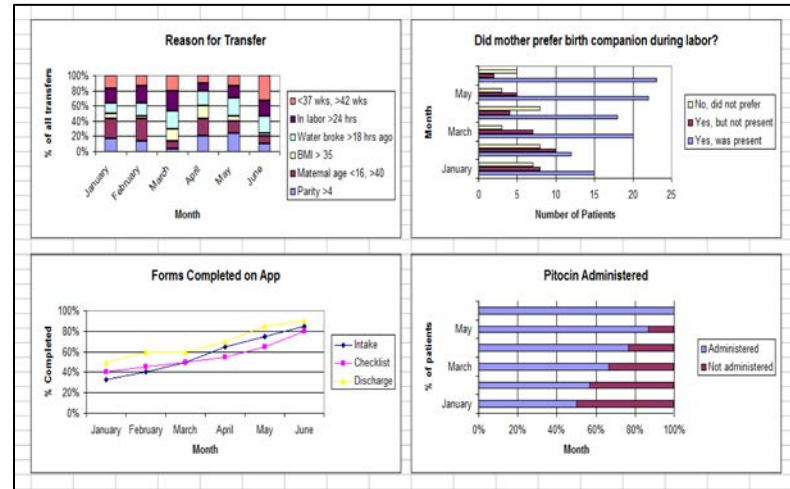 Reason for Transfer
% of all transfers
100%
80%
60%
40%
20%
0%
January
February
March
April
May
June
Month
<37 wks, >42 wks
In labor >24 hrs
Water broke >18 hrs ago
BMI > 35
Maternal age <16, >40
Parity >4
Did mother prefer birth companion during labor?
Month
May
March
January
0
5
10
15
20
25
Number of Patients
No, did not prefer
Yes, but not present
Yes, was present
Forms Completed on App
% Completed
100%
80%
60%
40%
20%
0%
January
February
March
April
May
June
Month
Intake
Checklist
Discharge
Pitocin Administered
% of patients
May
March
January
0%
20%
40%
60%
80%
100%
Month
Administered
Not administered